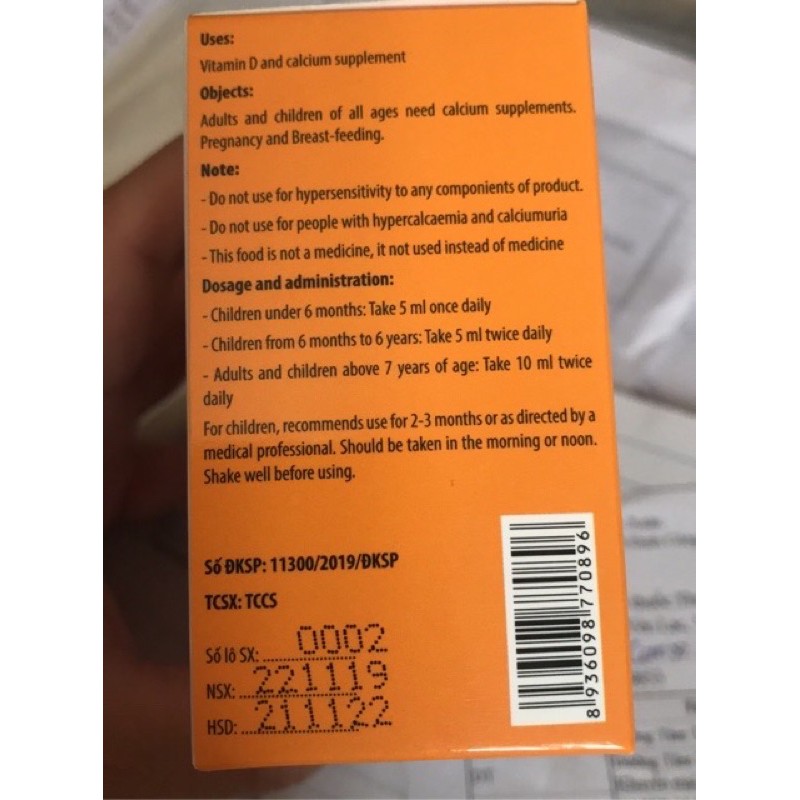 Uses:
Vitamin D and calcium supplement
Objects:
Adults and children of all ages need calcium supplements.
Pregnancy and Breast-feeding.
Note:
- Do not use for hypersensitivity to any componients of product.
- Do not use for people with hypercalcaemia and calciumuria
- This food is not a medicine, it not used instead of medicine
Dosage and administration:
- Children under 6 months: Take 5 ml once daily
- Children from 6 months to 6 years: Take 5 ml twice daily
- Adults and children above 7 years of age: Take 10 ml twice
daily
For children, recommends use for 2-3 months or as directed by a
medical professional. Should be taken in the morning or noon.
Shake well before using.
Số ĐKSP: 11300/2019/ĐKSP
TCSX: TCCS
Số lô SX: 0002
NSX: 221119
HSD: 211122
8 936098 770896